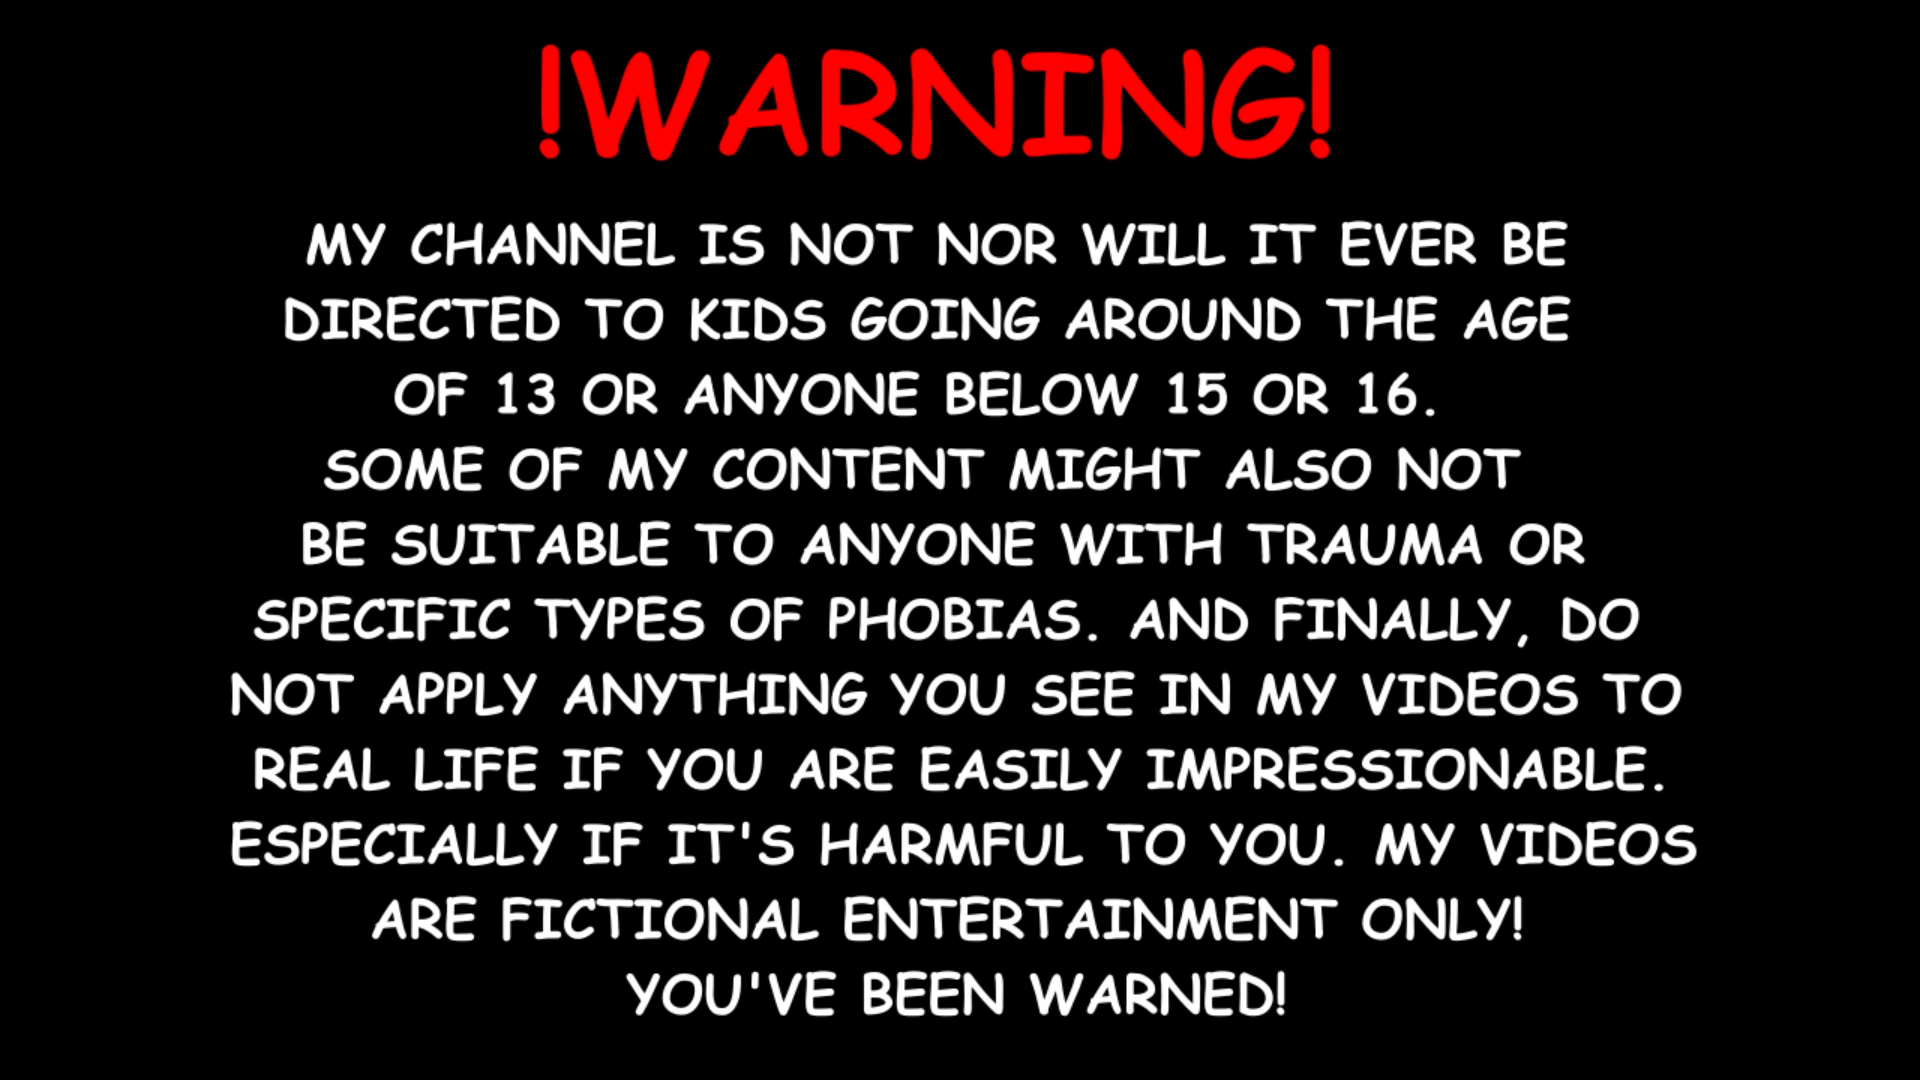 !WARNING!
MY CHANNEL IS NOT NOR WILL IT EVER BE
DIRECTED TO KIDS GOING AROUND THE AGE
OF 13 OR ANYONE BELOW 15 OR 16.
SOME OF MY CONTENT MIGHT ALSO NOT
BE SUITABLE TO ANYONE WITH TRAUMA OR
SPECIFIC TYPES OF PHOBIAS. AND FINALLY, DO
NOT APPLY ANYTHING YOU SEE IN MY VIDEOS TO
REAL LIFE IF YOU ARE EASILY IMPRESSIONABLE.
ESPECIALLY IF IT'S HARMFUL TO YOU. MY VIDEOS
ARE FICTIONAL ENTERTAINMENT ONLY!
YOU'VE BEEN WARNED!